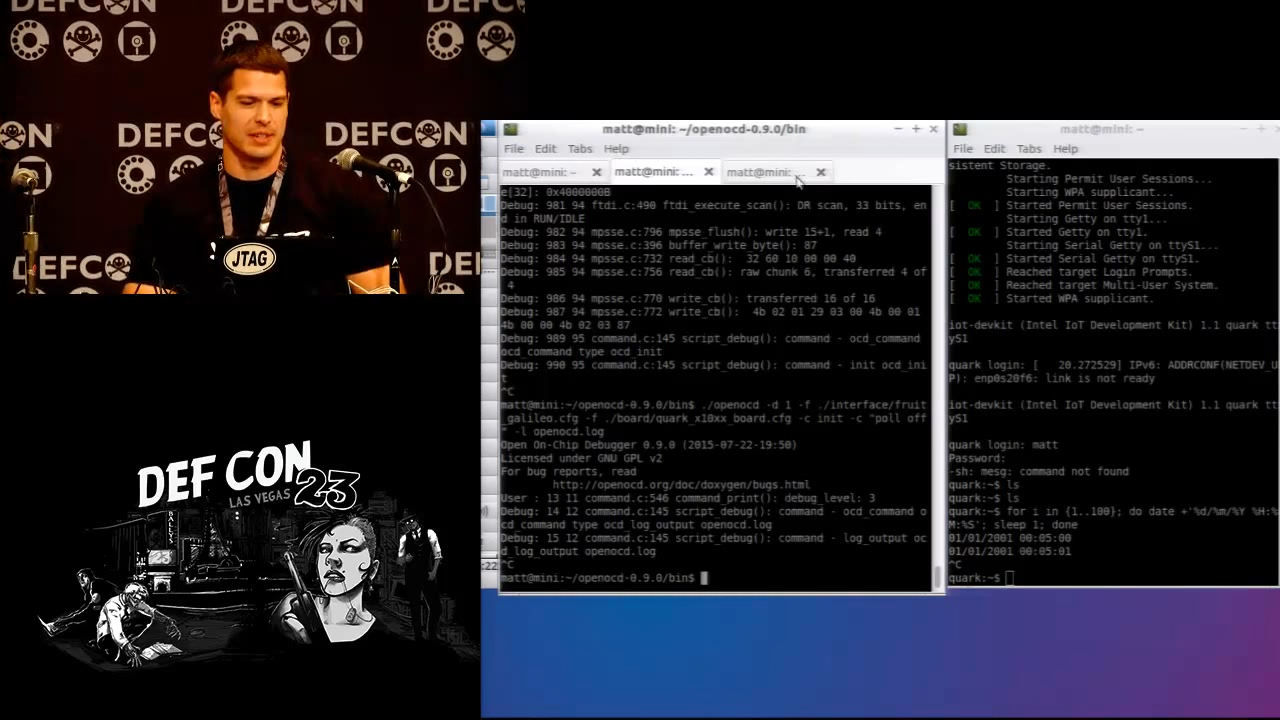 DEFCON
DEFCON
DEFCON
JTAG
DEF CON
LAS VEGAS 23
BALLYS
matt@mini: ~/openocd-0.9.0/bin
File Edit Tabs Help
matt@mini: ~
matt@mini: ...
matt@mini: ...
e[32]: 0x4000000B
Debug: 981 94 ftdi.c:490 ftdi_execute_scan(): DR scan, 33 bits, en
d in RUN/IDLE
Debug: 982 94 mpsse.c:796 mpsse_flush(): write 15+1, read 4
Debug: 983 94 mpsse.c:396 buffer_write_byte(): 87
Debug: 984 94 mpsse.c:732 read_cb():  32 60 10 00 00 40
Debug: 985 94 mpsse.c:756 read_cb(): raw chunk 6, transferred 4 of
4
Debug: 986 94 mpsse.c:770 write_cb(): transferred 16 of 16
Debug: 987 94 mpsse.c:772 write_cb():  4b 02 01 29 03 00 4b 00 01
4b 00 00 4b 02 03 87
Debug: 989 95 command.c:145 script_debug(): command - ocd_command
ocd_command type ocd_init
Debug: 990 95 command.c:145 script_debug(): command - init ocd_ini
t
^C
matt@mini:~/openocd-0.9.0/bin$ ./openocd -d 1 -f ./interface/fruit
_galileo.cfg -f ./board/quark_x10xx_board.cfg -c init -c "poll off
" -l openocd.log
Open On-Chip Debugger 0.9.0 (2015-07-22-19:50)
Licensed under GNU GPL v2
For bug reports, read
http://openocd.org/doc/doxygen/bugs.html
User : 13 11 command.c:546 command_print(): debug_level: 3
Debug: 14 12 command.c:145 script_debug(): command - ocd_command o
cd_command type ocd_log_output openocd.log
Debug: 15 12 command.c:145 script_debug(): command - log_output oc
d_log_output openocd.log
^C
matt@mini:~/openocd-0.9.0/bin$
:22
matt@mini: ~
File Edit Tabs Help
sistent Storage.
Starting Permit User Sessions...
Starting WPA supplicant...
[  OK  ] Started Permit User Sessions.
Starting Getty on tty1...
[  OK  ] Started Getty on tty1.
Starting Serial Getty on ttyS1...
[  OK  ] Started Serial Getty on ttyS1.
[  OK  ] Reached target Login Prompts.
[  OK  ] Reached target Multi-User System.
[  OK  ] Started WPA supplicant.
iot-devkit (Intel IoT Development Kit) 1.1 quark tt
yS1
quark login: [   20.272529] IPv6: ADDRCONF(NETDEV_U
P): enp0s20f6: link is not ready
iot-devkit (Intel IoT Development Kit) 1.1 quark tt
yS1
quark login: matt
Password:
-sh: mesg: command not found
quark:~$ ls
quark:~$ ls
quark:~$ for i in {1..100}; do date +'%d/%m/%Y %H:%
M:%S'; sleep 1; done
01/01/2001 00:05:00
01/01/2001 00:05:01
^C
quark:~$